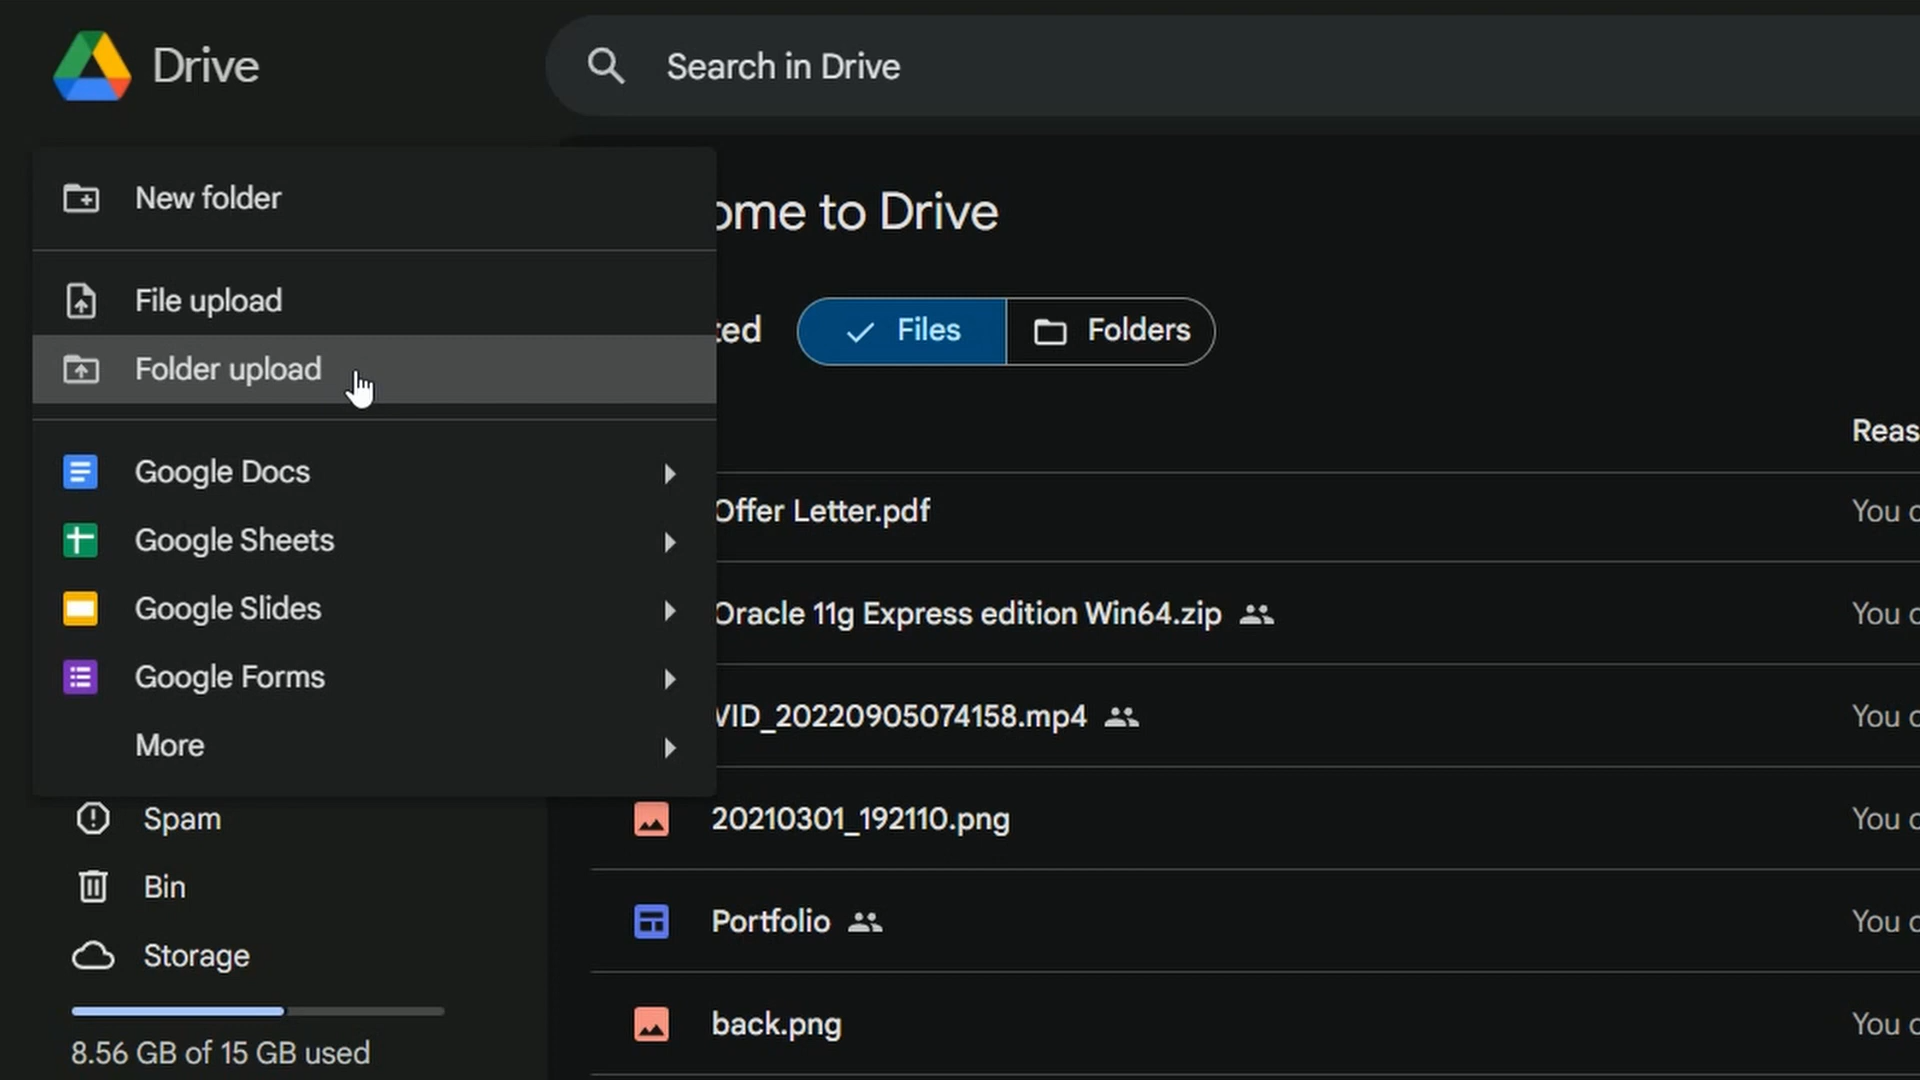 Drive
Search in Drive
New folder
File upload
Folder upload
Google Docs
Google Sheets
Google Slides
Google Forms
More
Spam
Bin
Storage
8.56 GB of 15 GB used
ome to Drive
ted
Files
Folders
Reas
Offer Letter.pdf
You o
Oracle 11g Express edition Win64.zip
You o
VID_20220905074158.mp4
You o
20210301_192110.png
You o
Portfolio
You o
back.png
You o